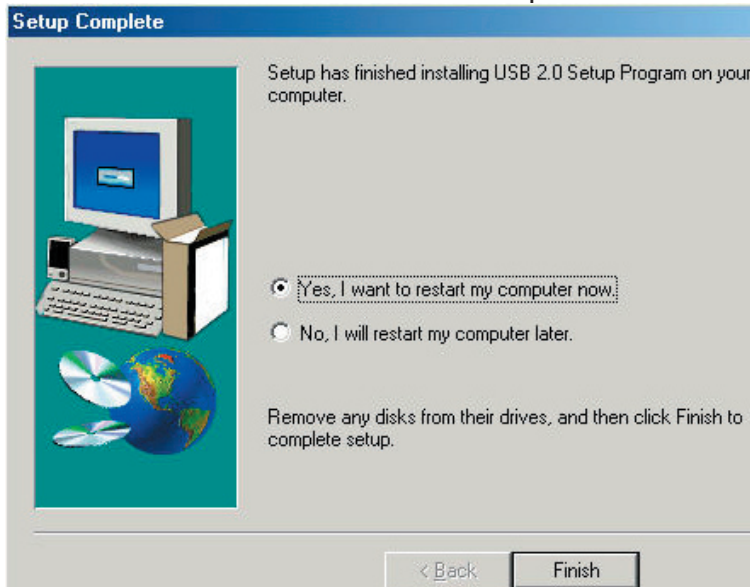 Setup Complete
Setup has finished installing USB 2.0 Setup Program on your
computer.
Yes, I want to restart my computer now.
No, I will restart my computer later.
Remove any disks from their drives, and then click Finish to
complete setup.
< Back
Finish